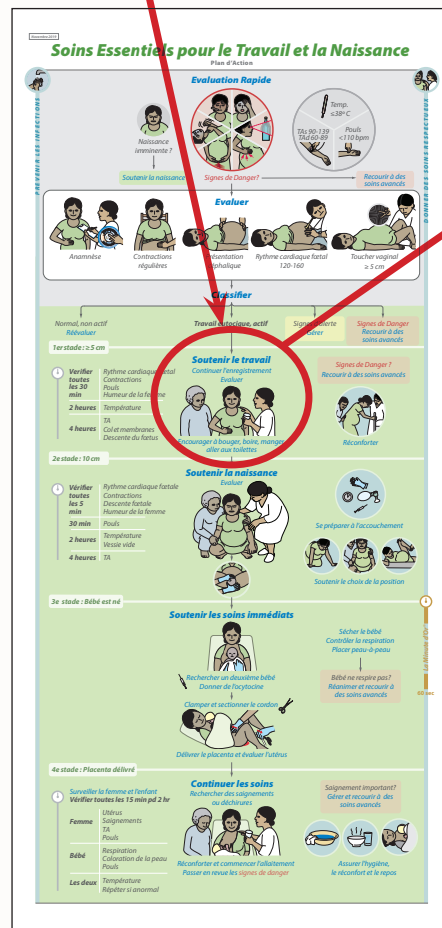 Septembre 2019
Soins Essentiels pour le Travail et la Naissance
Plan d'Action
PRÉVENIR LES INFECTIONS
DONNER DES SOINS RESPECTUEUX
Evaluation Rapide
Naissance
imminente ?
Temp.
≤38°C
TAs 90-139
TAd 60-89
Pouls
<110 bpm
Soutenir la naissance
Signes de Danger?
Recourir à des
soins avancés
Evaluer
Anamnèse
Contractions
régulières
Présentation
céphalique
Rythme cardiaque fœtal
120-160
Toucher vaginal
≥ 5 cm
Classifier
Normal, non actif
Réévaluer
Travail eutocique, actif
Signes d'alerte
Gérer
Signes de Danger
Recourir à des
soins avancés
1er stade : ≥5 cm
Soutenir le travail
Continuer l'enregistrement
Evaluer
Vérifier
toutes
les 30
min
Rythme cardiaque fœtal
Contractions
Pouls
Humeur de la femme
2 heures Température
4 heures
TA
Col et membranes
Descente du fœtus
Encourager à bouger, boire, manger
aller aux toilettes
Signes de Danger ?
Recourir à des soins avancés
Réconforter
2e stade : 10 cm
Soutenir la naissance
Evaluer
Vérifier
toutes
les 5
min
Rythme cardiaque fœtale
Contractions
Descente fœtale
Humeur de la femme
30 min Pouls
2 heures
Température
Vessie vide
4 heures TA
Se préparer à l'accouchement
Soutenir le choix de la position
3e stade : Bébé est né
Soutenir les soins immédiats
Rechercher un deuxième bébé
Donner de l'ocytocine
Clamper et sectionner le cordon
Délivrer le placenta et évaluer l'utérus
Sécher le bébé
Contrôler la respiration
Placer peau-à-peau
Bébé ne respire pas?
Réanimer et recourir à
des soins avancés
La Minute d'Or
60 sec
4e stade : Placenta délivré
Continuer les soins
Rechercher des saignements
ou déchirures
Surveiller la femme et l'enfant
Vérifier toutes les 15 min pd 2 hr
Femme
Utérus
Saignements
TA
Pouls
Bébé
Respiration
Coloration de la peau
Pouls
Les deux
Température
Répéter si anormal
Réconforter et commencer l'allaitement
Passer en revue les signes de danger
Saignement important?
Gérer et recourir à des
soins avancés
Assurer l'hygiène,
le réconfort et le repos